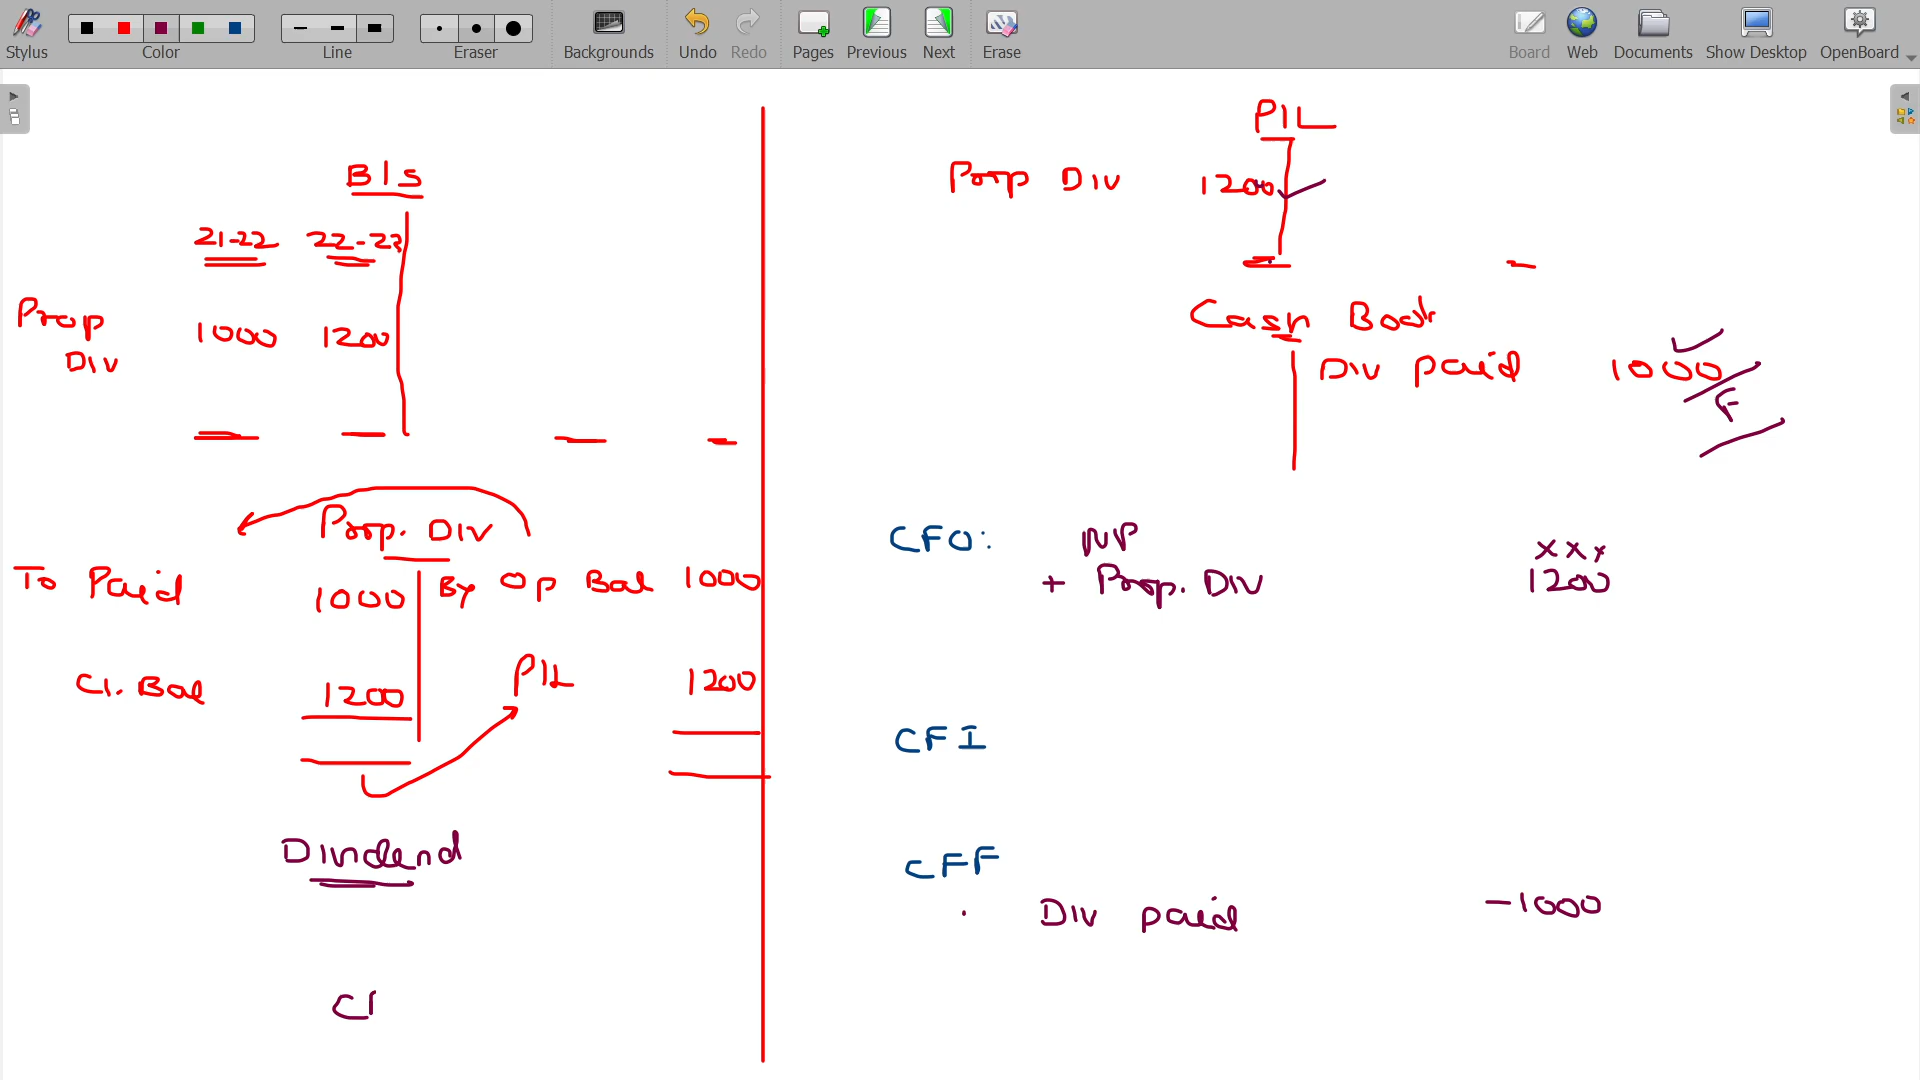 Stylus
Color
Line
Eraser
Backgrounds
Undo
Redo
Pages
Previous
Next
Erase
Board
Web
Documents
Show Desktop
OpenBoard
B/S
21-22 22-23
Prop Div 1000 1200
Prop. Div
To Paid 1000 By Op Bal 1000
Cl. Bal 1200 P/L 1200
Dividend
Cl
P/L
Prop Div 1200
Cash Book
Div paid 1000
F
CFO: NP xxx
+ Prop. Div 1200
CFI
CFF
Div paid -1000